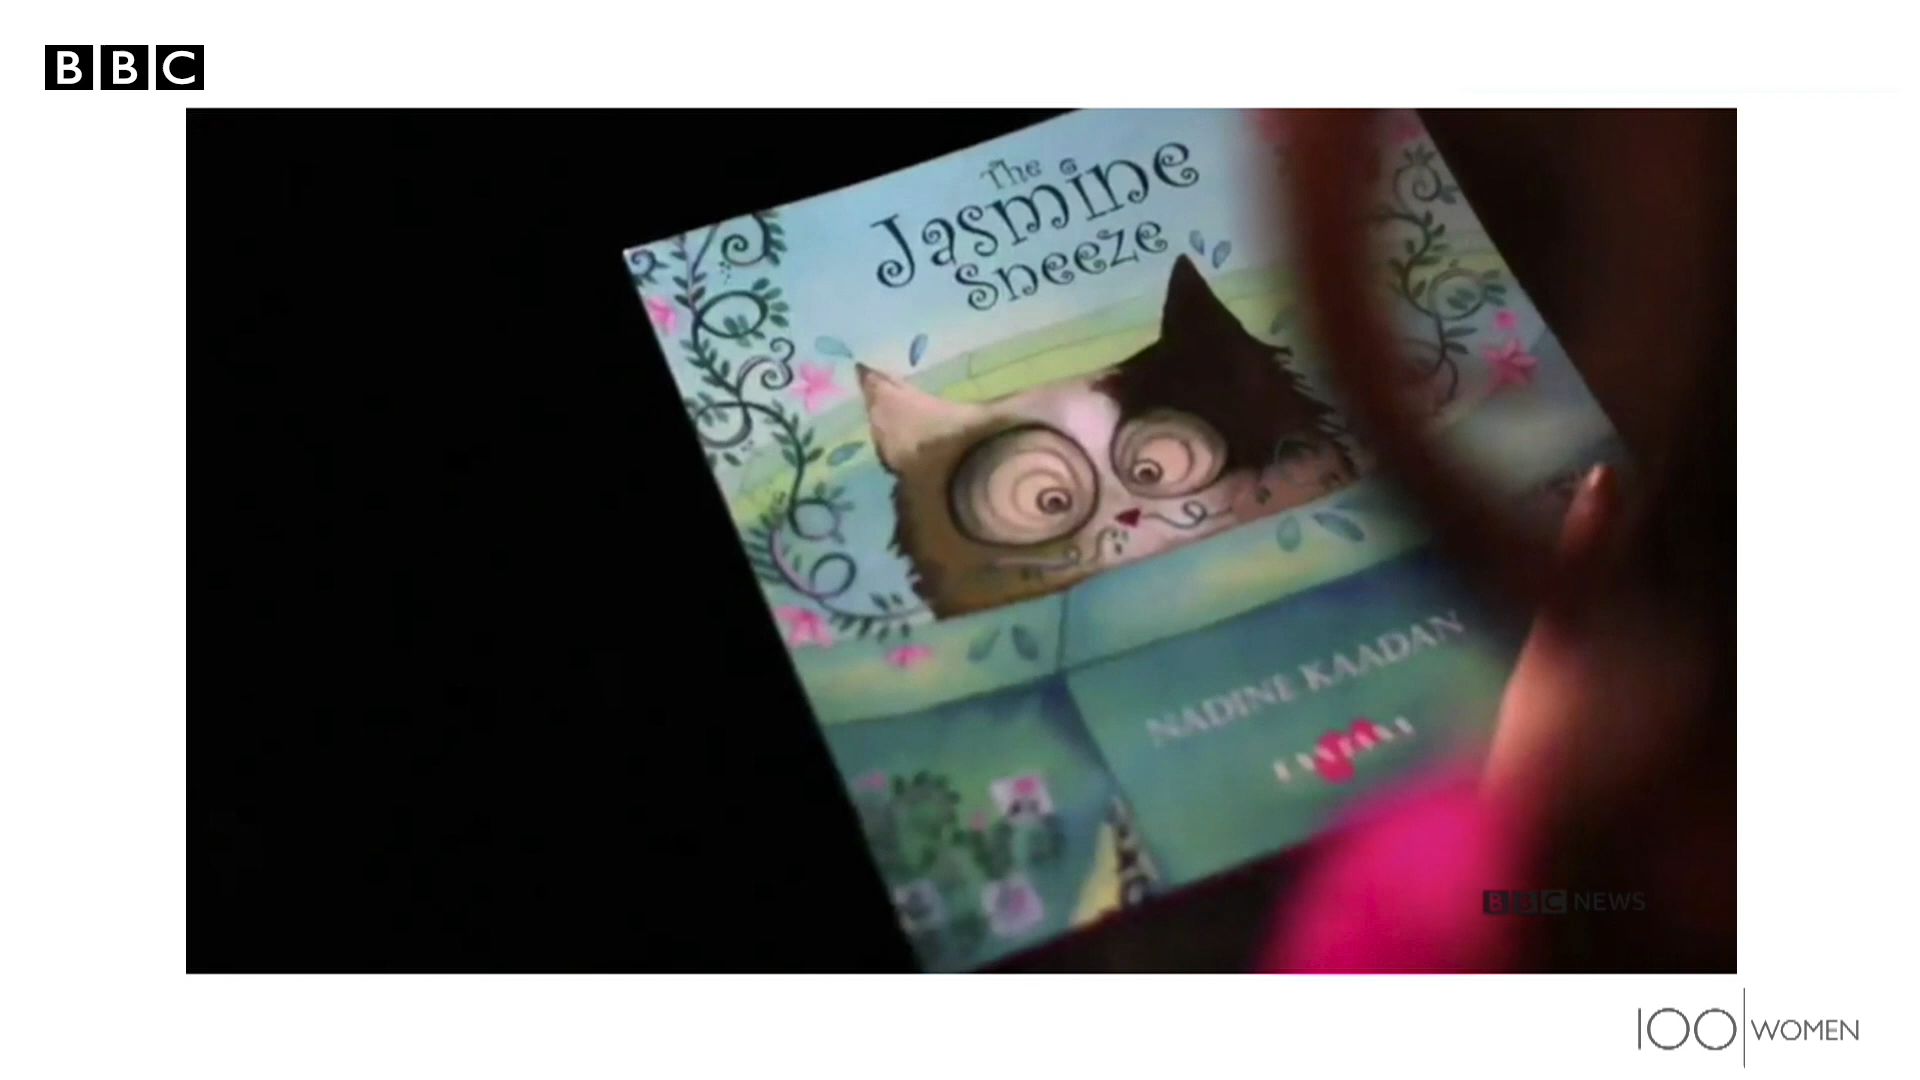 BBC
The
Jasmine
Sneeze
NADINE KAADAN
BBC NEWS
100 WOMEN